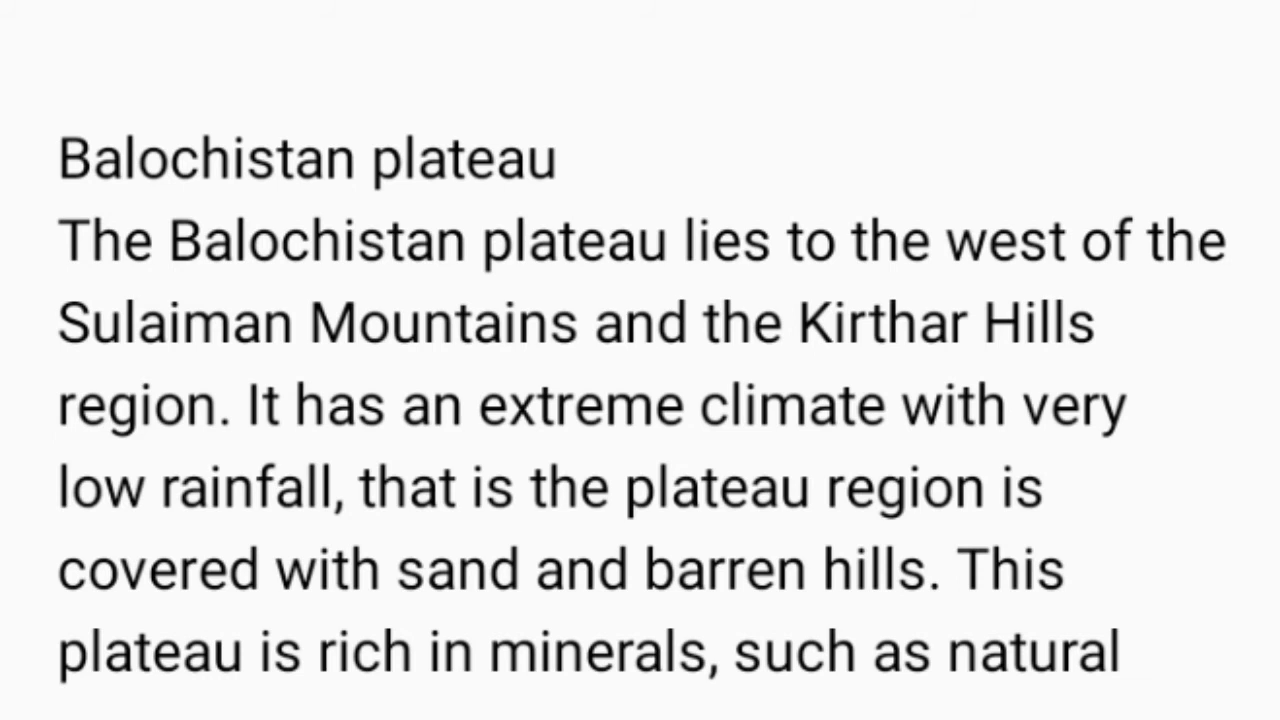 Balochistan plateau
The Balochistan plateau lies to the west of the
Sulaiman Mountains and the Kirthar Hills
region. It has an extreme climate with very
low rainfall, that is the plateau region is
covered with sand and barren hills. This
plateau is rich in minerals, such as natural